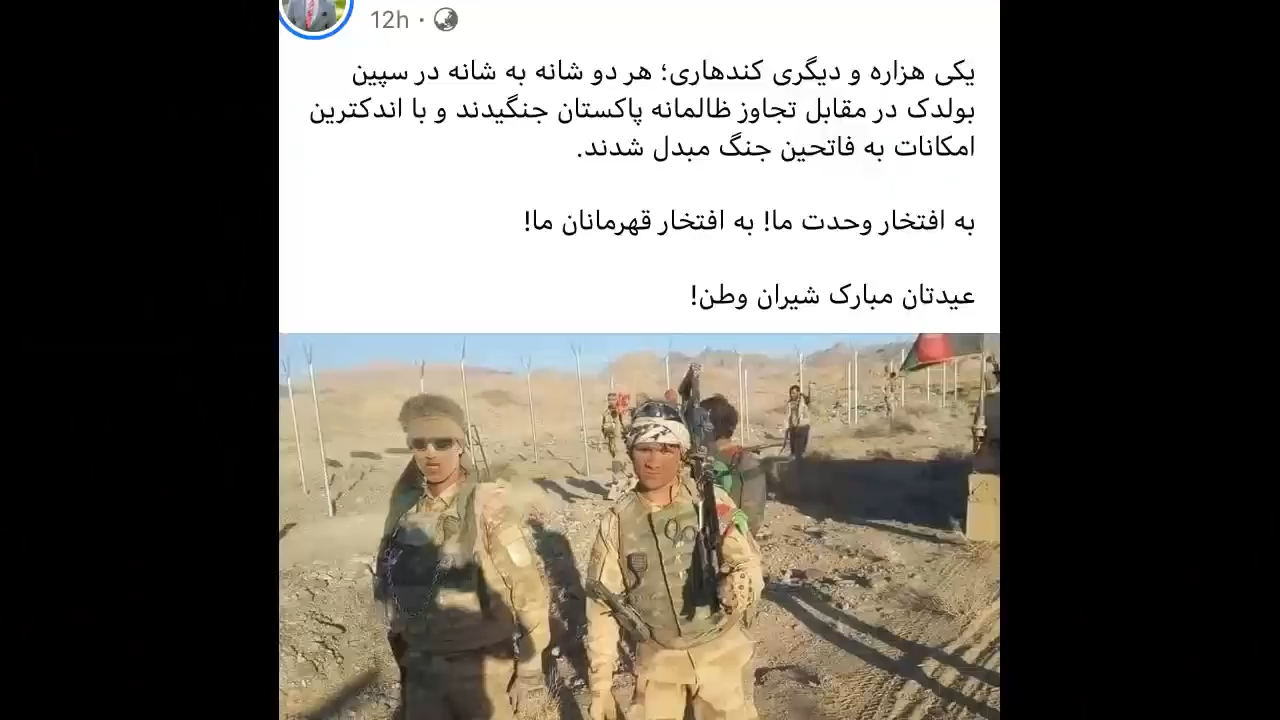 12h ·
یکی هزاره و دیگری کندهاری؛ هر دو شانه به شانه در سپین
بولدک در مقابل تجاوز ظالمانه پاکستان جنگیدند و با اندکترین
امکانات به فاتحین جنگ مبدل شدند.
به افتخار وحدت ما! به افتخار قهرمانان ما!
عیدتان مبارک شیران وطن!